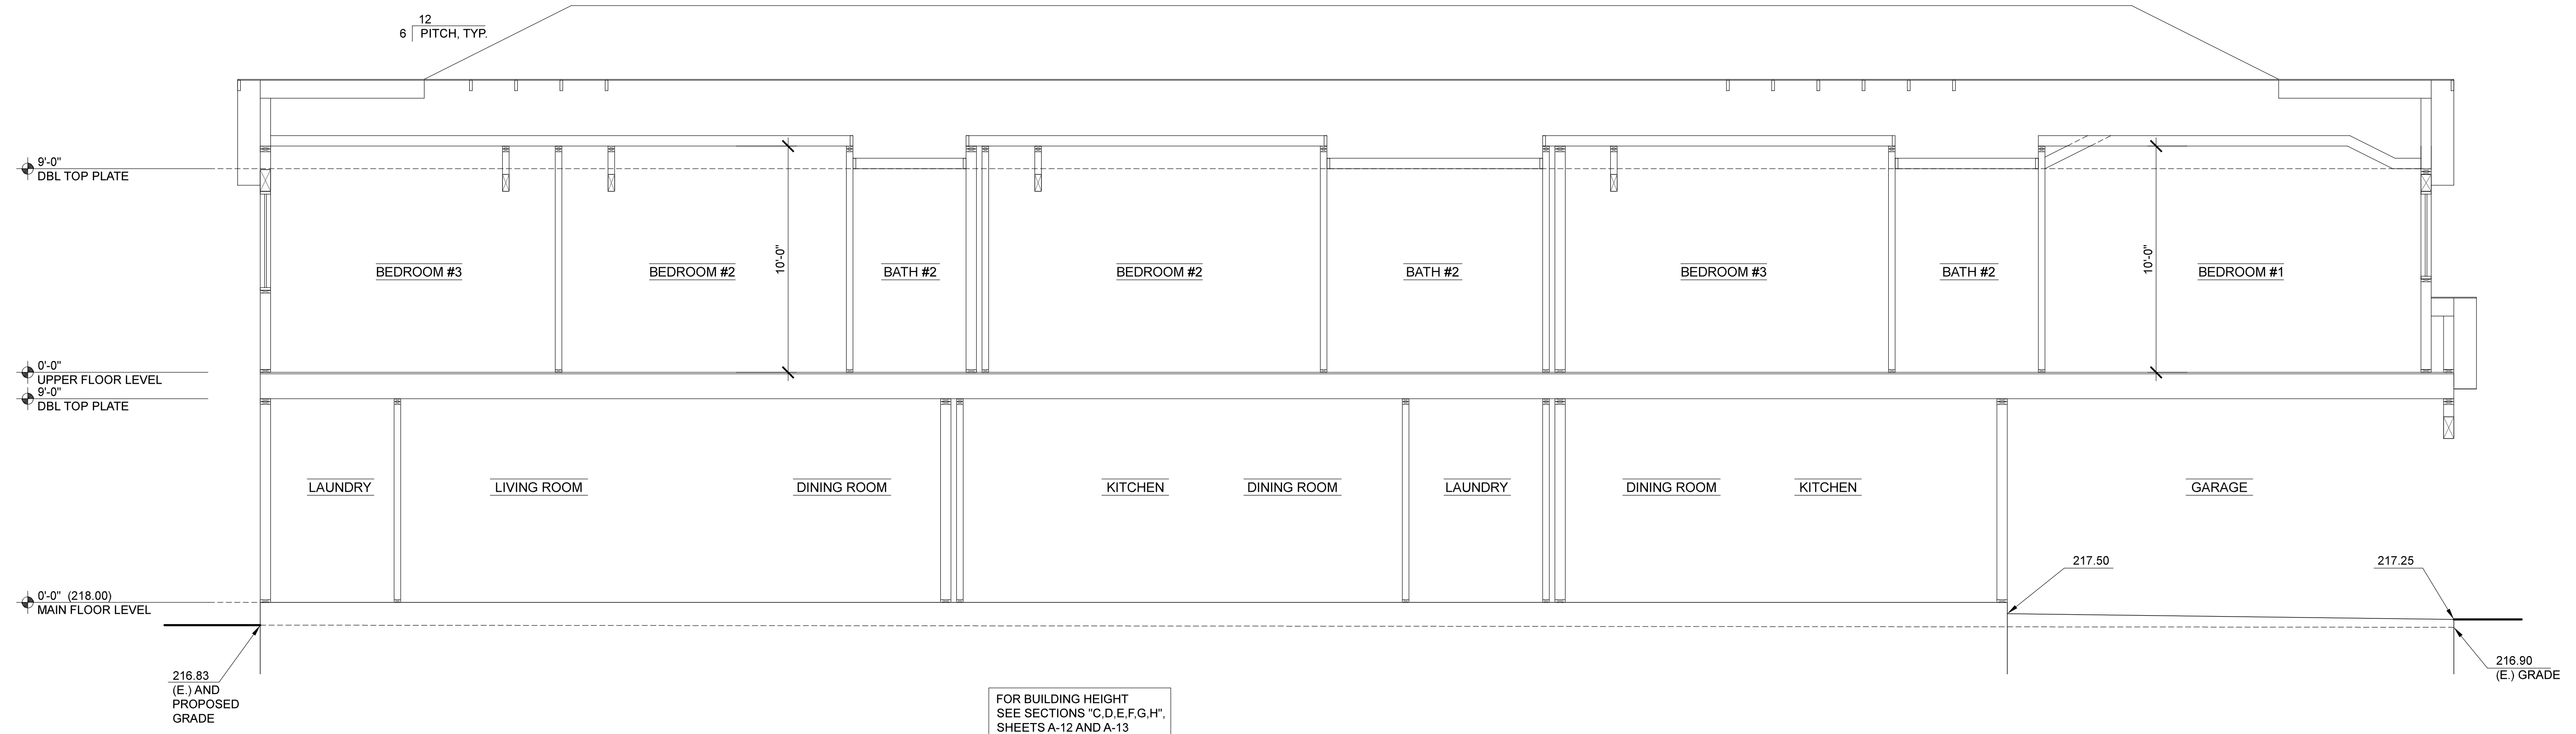 12
6 PITCH, TYP.
9'-0"
DBL TOP PLATE
BEDROOM #3
BEDROOM #2
10'-0"
BATH #2
BEDROOM #2
BATH #2
BEDROOM #3
BATH #2
10'-0"
BEDROOM #1
0'-0"
UPPER FLOOR LEVEL
9'-0"
DBL TOP PLATE
LAUNDRY
LIVING ROOM
DINING ROOM
KITCHEN
DINING ROOM
LAUNDRY
DINING ROOM
KITCHEN
GARAGE
217.50
217.25
0'-0" (218.00)
MAIN FLOOR LEVEL
216.83
(E.) AND
PROPOSED
GRADE
216.90
(E.) GRADE
FOR BUILDING HEIGHT
SEE SECTIONS "C,D,E,F,G,H",
SHEETS A-12 AND A-13